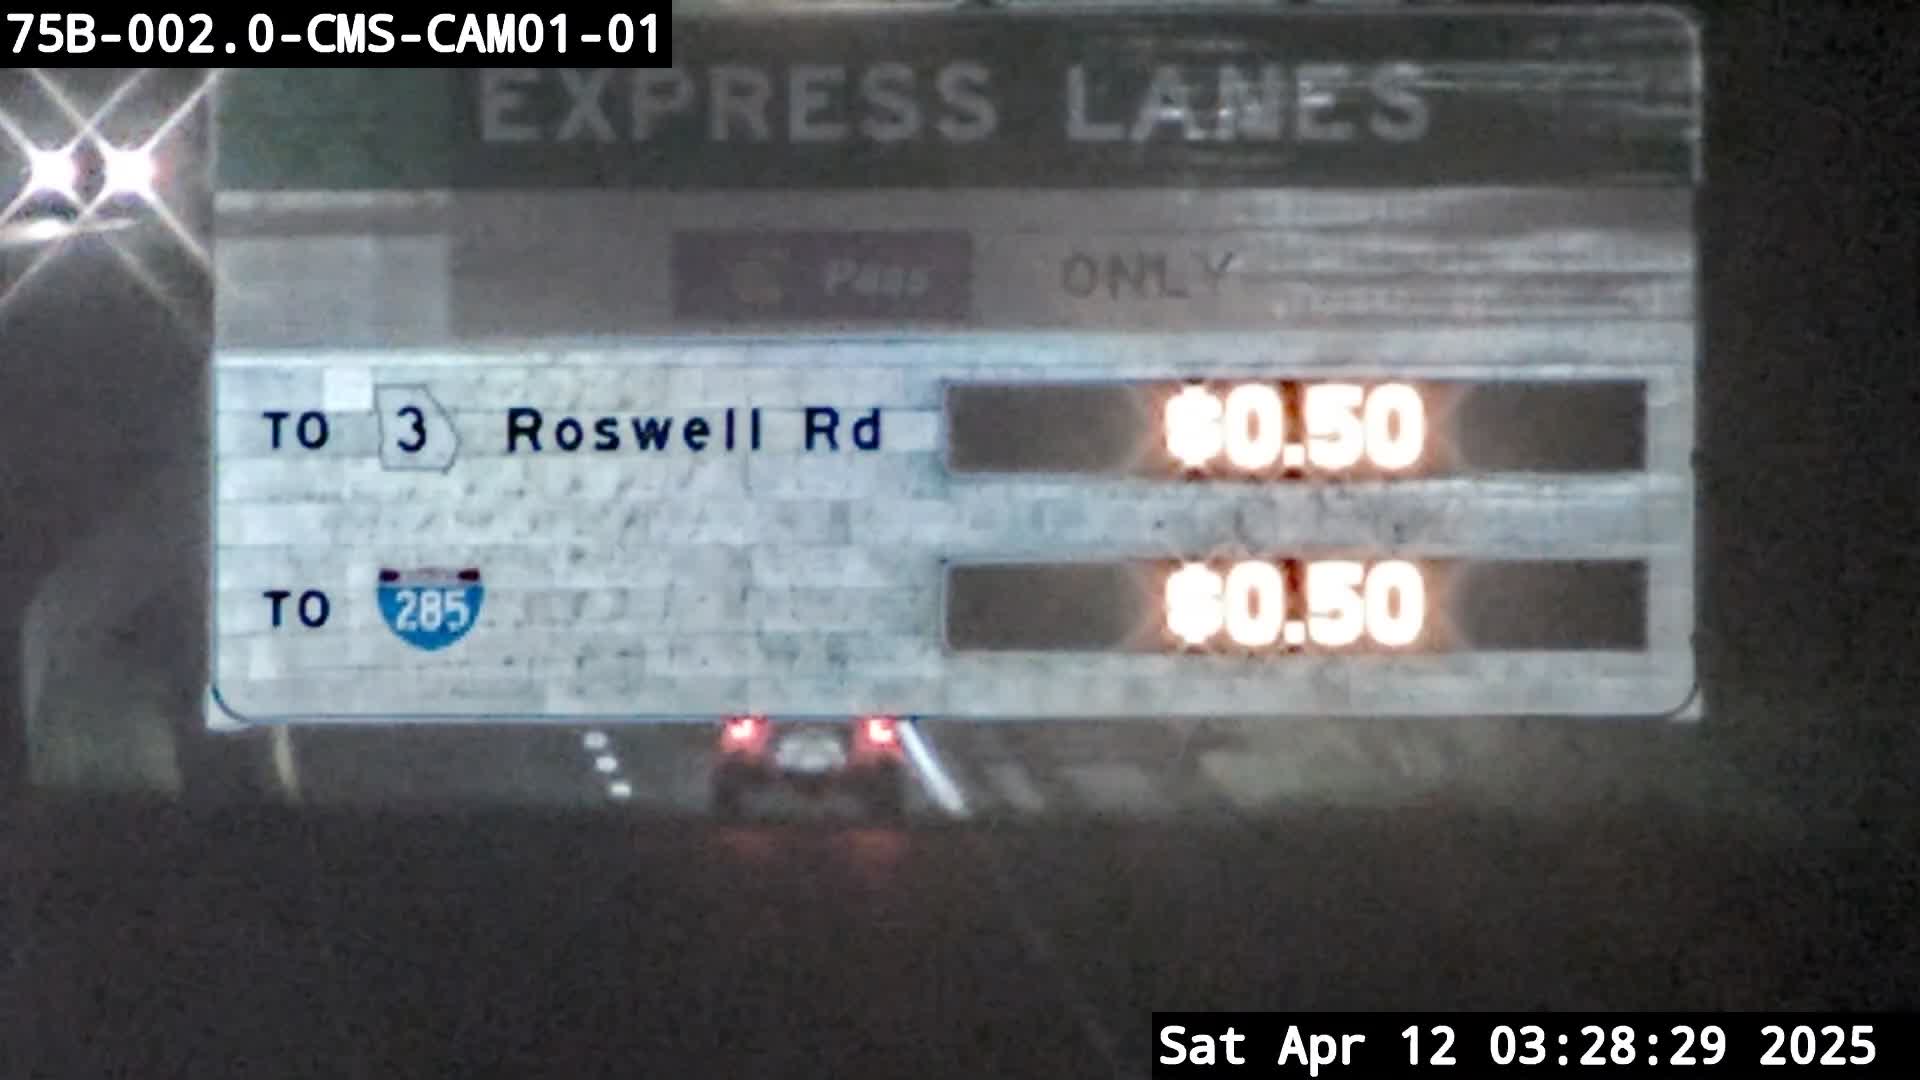 75B-002.0-CMS-CAM01-01
EXPRESS LANES
Pass ONLY
TO 3 Roswell Rd $0.50
TO 285 $0.50
Sat Apr 12 03:28:29 2025